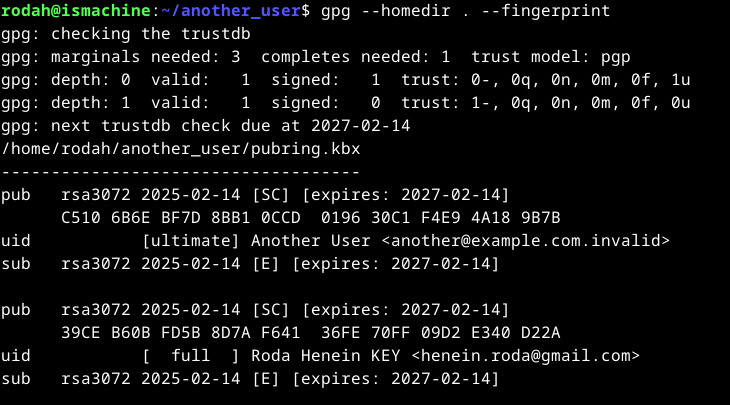 rodah@ismachine:~/another_user$ gpg --homedir . --fingerprint
gpg: checking the trustdb
gpg: marginals needed: 3  completes needed: 1  trust model: pgp
gpg: depth: 0  valid:   1  signed:   1  trust: 0-, 0q, 0n, 0m, 0f, 1u
gpg: depth: 1  valid:   1  signed:   0  trust: 1-, 0q, 0n, 0m, 0f, 0u
gpg: next trustdb check due at 2027-02-14
/home/rodah/another_user/pubring.kbx
------------------------------------
pub   rsa3072 2025-02-14 [SC] [expires: 2027-02-14]
      C510 6B6E BF7D 8BB1 0CCD  0196 30C1 F4E9 4A18 9B7B
uid           [ultimate] Another User <another@example.com.invalid>
sub   rsa3072 2025-02-14 [E] [expires: 2027-02-14]

pub   rsa3072 2025-02-14 [SC] [expires: 2027-02-14]
      39CE B60B FD5B 8D7A F641  36FE 70FF 09D2 E340 D22A
uid           [  full  ] Roda Henein KEY <henein.roda@gmail.com>
sub   rsa3072 2025-02-14 [E] [expires: 2027-02-14]